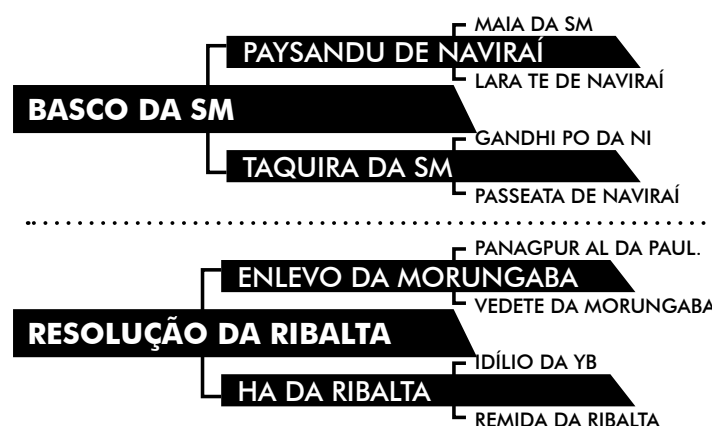 MAIA DA SM
PAYSANDU DE NAVIRAÍ
LARA TE DE NAVIRAÍ
BASCO DA SM
GANDHI PO DA NI
TAQUIRA DA SM
PASSEATA DE NAVIRAÍ
PANAGPUR AL DA PAUL.
ENLEVO DA MORUNGABA
VEDETE DA MORUNGABA
RESOLUÇÃO DA RIBALTA
IDÍLIO DA YB
HA DA RIBALTA
REMIDA DA RIBALTA